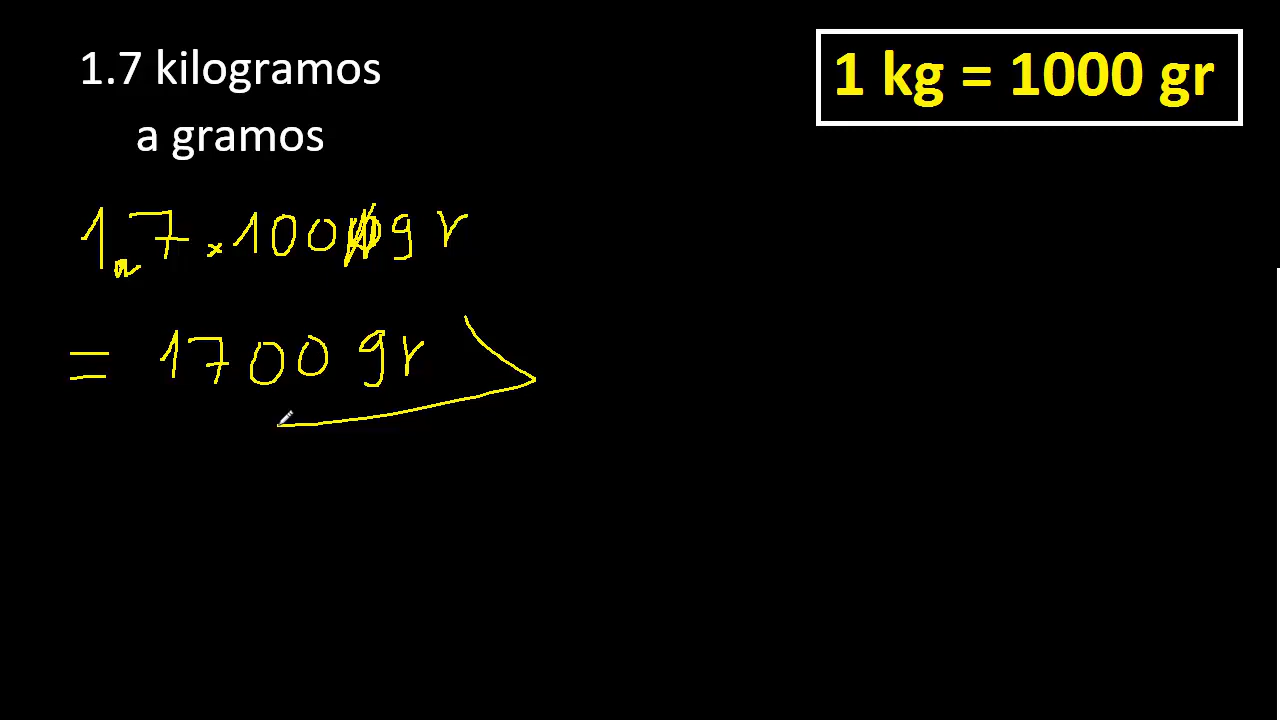 1.7 kilogramos
a gramos
1 kg = 1000 gr
1.7 × 1000 gr
= 1700 gr